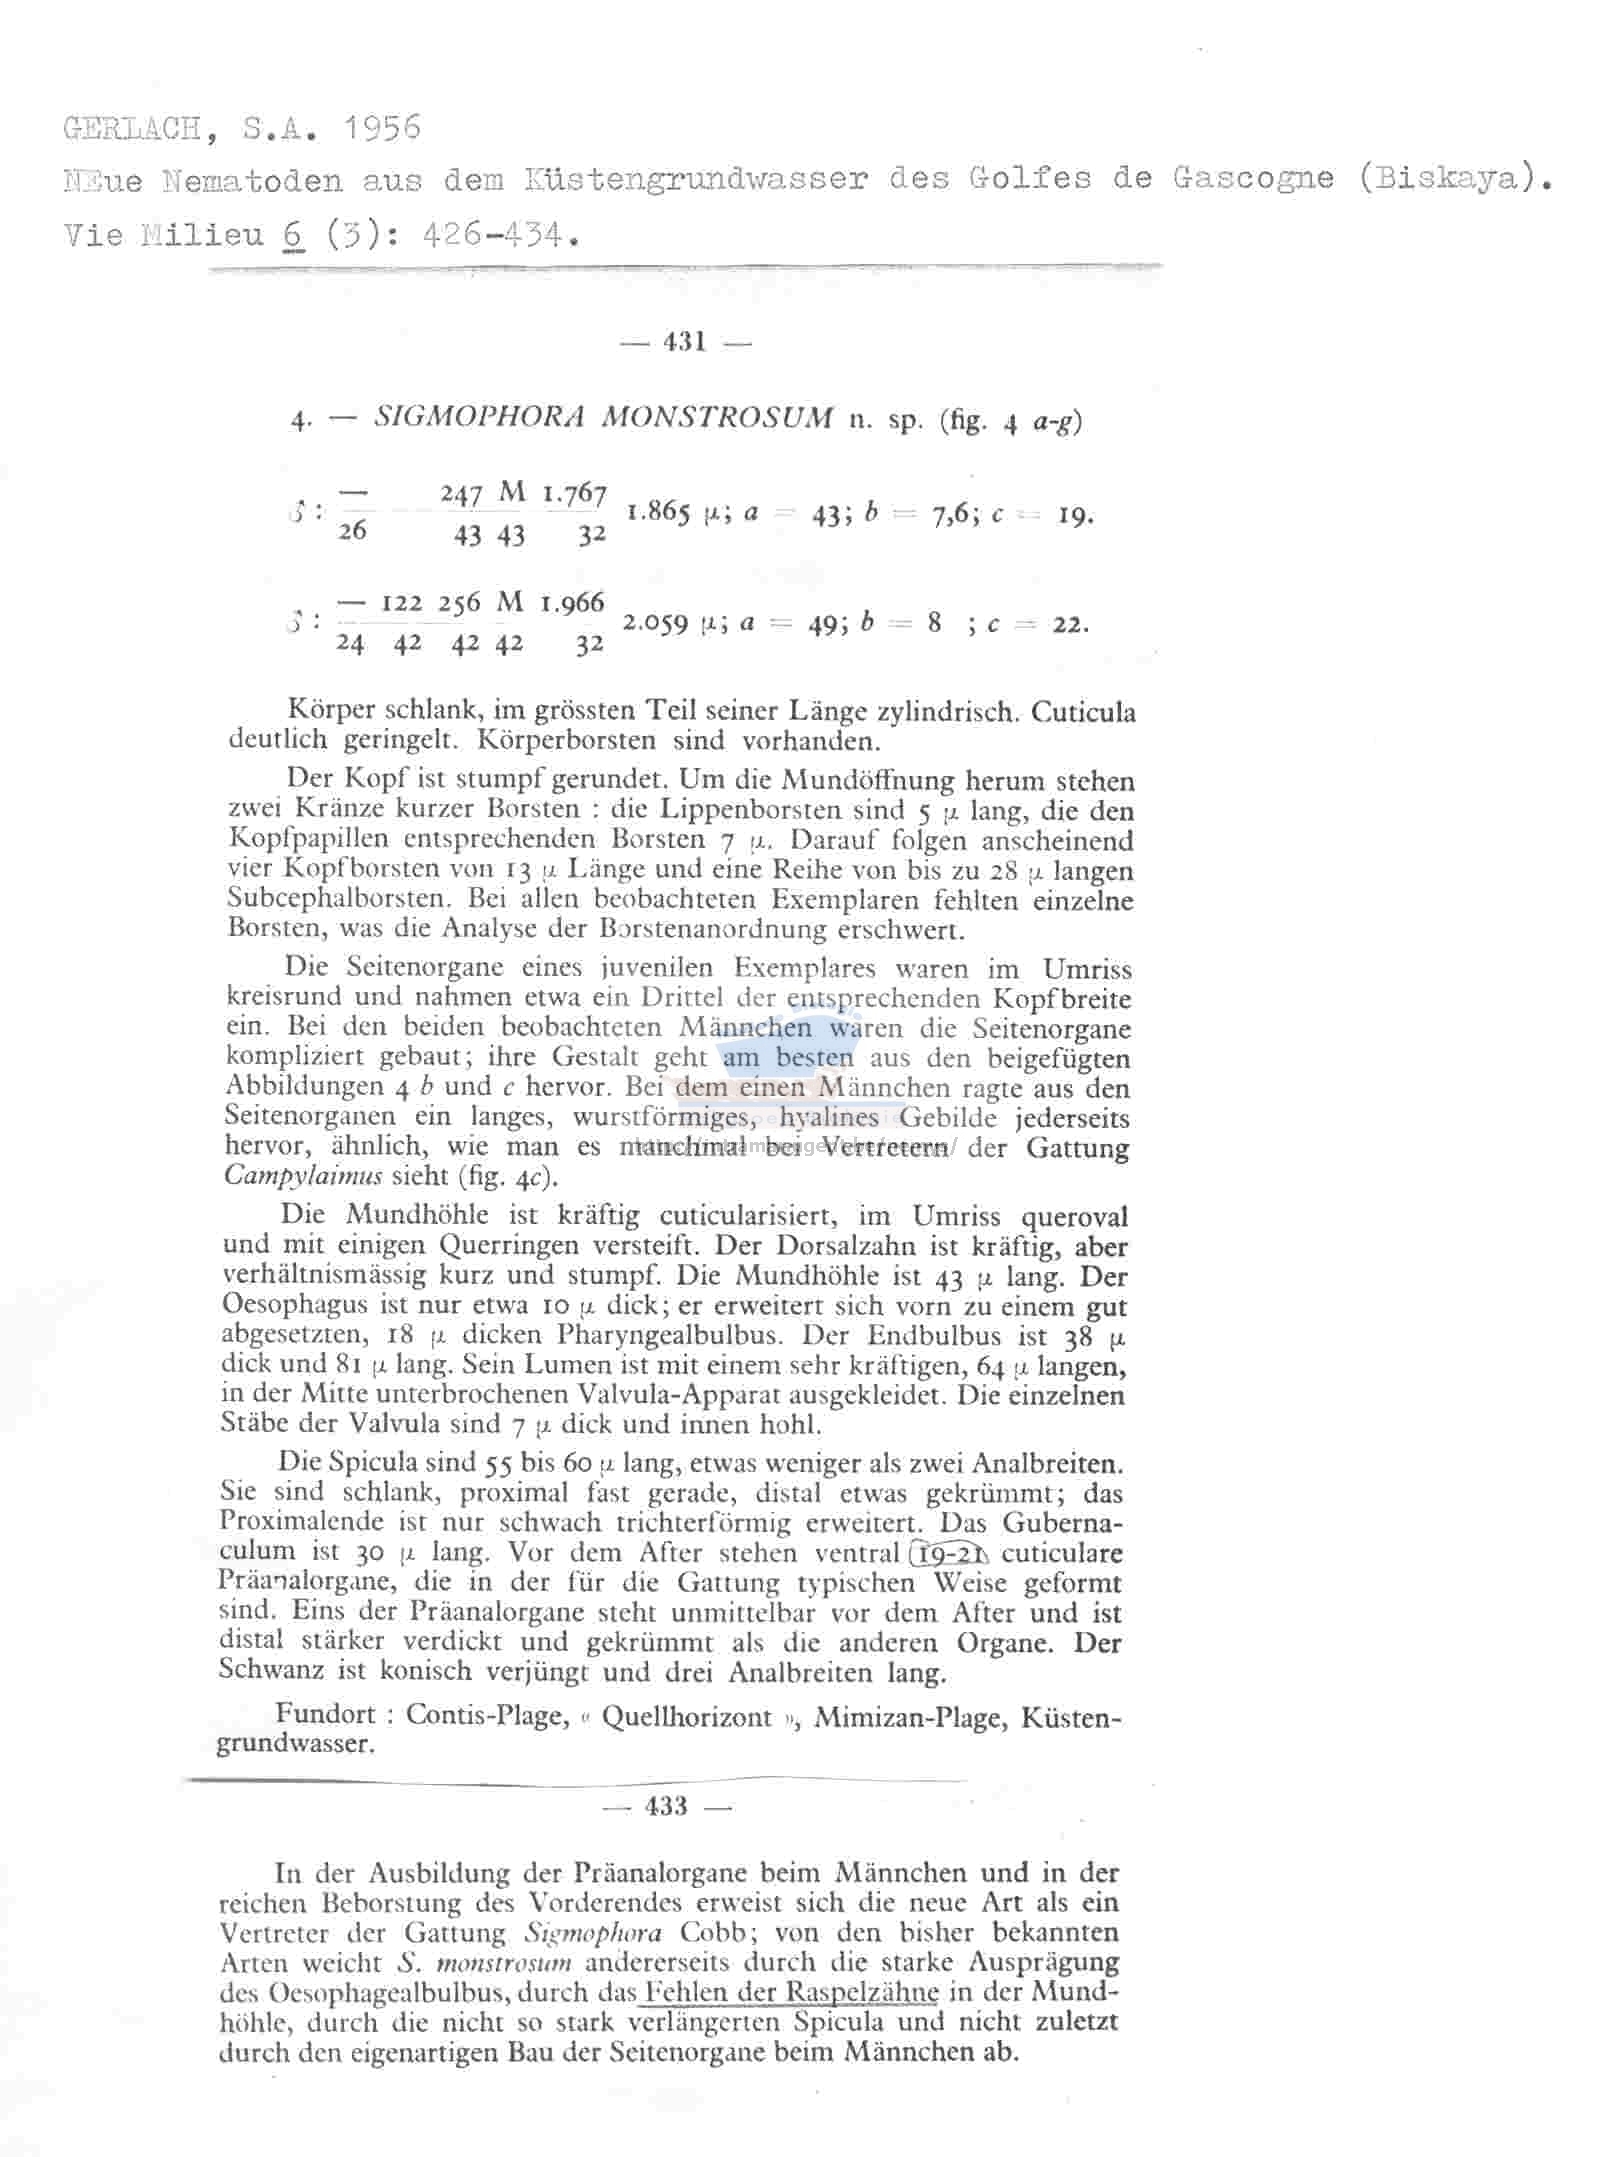 GERLACH, S.A. 1956
NEue Nematoden aus dem Küstengrundwasser des Golfes de Gascogne (Biskaya).
Vie Milieu 6 (3): 426-434.
— 431 —
4. — SIGMOPHORA MONSTROSUM n. sp. (fig. 4 a-g)
— 247 M 1.767
♂ : 1.865 μ; a = 43; b = 7,6; c = 19.
26 43 43 32
— 122 256 M 1.966
♂ : 2.059 μ; a = 49; b = 8 ; c = 22.
24 42 42 42 32
Körper schlank, im grössten Teil seiner Länge zylindrisch. Cuticula
deutlich geringelt. Körperborsten sind vorhanden.
Der Kopf ist stumpf gerundet. Um die Mundöffnung herum stehen
zwei Kränze kurzer Borsten : die Lippenborsten sind 5 μ lang, die den
Kopfpapillen entsprechenden Borsten 7 μ. Darauf folgen anscheinend
vier Kopfborsten von 13 μ Länge und eine Reihe von bis zu 28 μ langen
Subcephalborsten. Bei allen beobachteten Exemplaren fehlten einzelne
Borsten, was die Analyse der Borstenanordnung erschwert.
Die Seitenorgane eines juvenilen Exemplares waren im Umriss
kreisrund und nahmen etwa ein Drittel der entsprechenden Kopfbreite
ein. Bei den beiden beobachteten Männchen waren die Seitenorgane
kompliziert gebaut; ihre Gestalt geht am besten aus den beigefügten
Abbildungen 4 b und c hervor. Bei dem einen Männchen ragte aus den
Seitenorganen ein langes, wurstförmiges, hyalines Gebilde jederseits
hervor, ähnlich, wie man es manchmal bei Vertretern der Gattung
Campylaimus sieht (fig. 4c).
Die Mundhöhle ist kräftig cuticularisiert, im Umriss queroval
und mit einigen Querringen versteift. Der Dorsalzahn ist kräftig, aber
verhältnismässig kurz und stumpf. Die Mundhöhle ist 43 μ lang. Der
Oesophagus ist nur etwa 10 μ dick; er erweitert sich vorn zu einem gut
abgesetzten, 18 μ dicken Pharyngealbulbus. Der Endbulbus ist 38 μ
dick und 81 μ lang. Sein Lumen ist mit einem sehr kräftigen, 64 μ langen,
in der Mitte unterbrochenen Valvula-Apparat ausgekleidet. Die einzelnen
Stäbe der Valvula sind 7 μ dick und innen hohl.
Die Spicula sind 55 bis 60 μ lang, etwas weniger als zwei Analbreiten.
Sie sind schlank, proximal fast gerade, distal etwas gekrümmt; das
Proximalende ist nur schwach trichterförmig erweitert. Das Guberna-
culum ist 30 μ lang. Vor dem After stehen ventral 19-21 cuticulare
Präanalorgane, die in der für die Gattung typischen Weise geformt
sind. Eins der Präanalorgane steht unmittelbar vor dem After und ist
distal stärker verdickt und gekrümmt als die anderen Organe. Der
Schwanz ist konisch verjüngt und drei Analbreiten lang.
Fundort : Contis-Plage, « Quellhorizont », Mimizan-Plage, Küsten-
grundwasser.
— 433 —
In der Ausbildung der Präanalorgane beim Männchen und in der
reichen Beborstung des Vorderendes erweist sich die neue Art als ein
Vertreter der Gattung Sigmophora Cobb; von den bisher bekannten
Arten weicht S. monstrosum andererseits durch die starke Ausprägung
des Oesophagealbulbus, durch das Fehlen der Raspelzähne in der Mund-
höhle, durch die nicht so stark verlängerten Spicula und nicht zuletzt
durch den eigenartigen Bau der Seitenorgane beim Männchen ab.